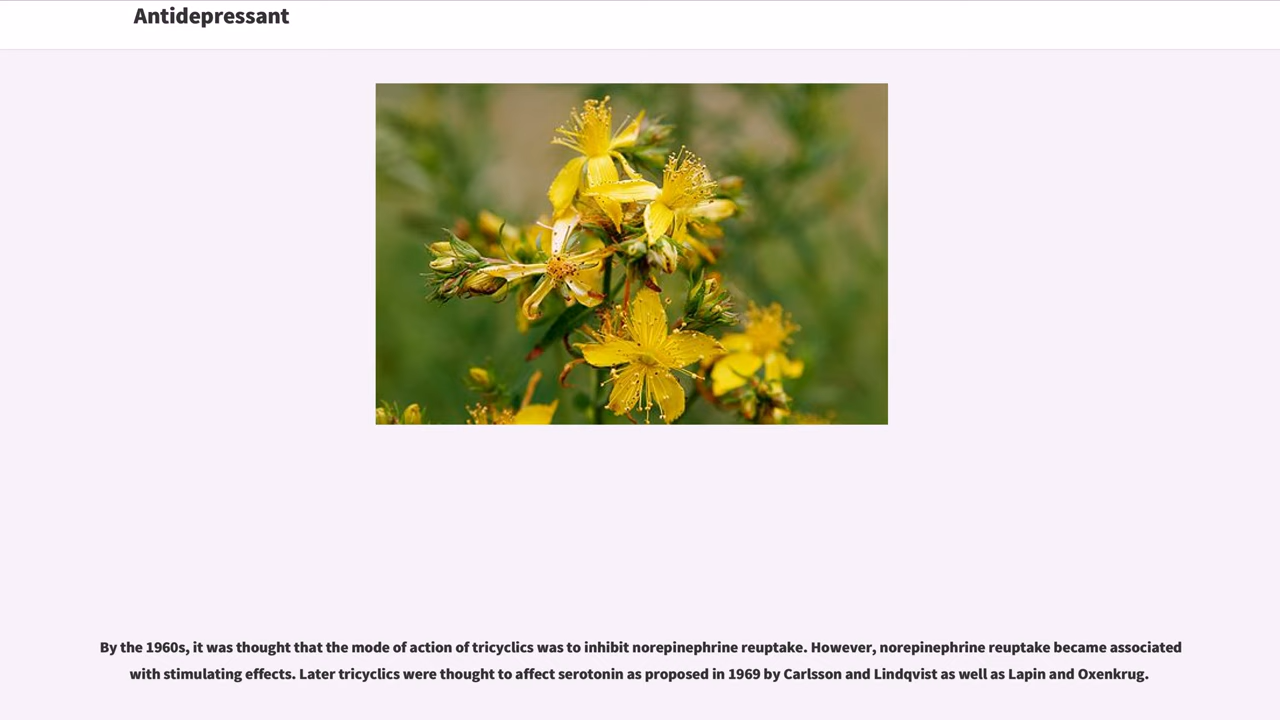 Antidepressant
By the 1960s, it was thought that the mode of action of tricyclics was to inhibit norepinephrine reuptake. However, norepinephrine reuptake became associated
with stimulating effects. Later tricyclics were thought to affect serotonin as proposed in 1969 by Carlsson and Lindqvist as well as Lapin and Oxenkrug.